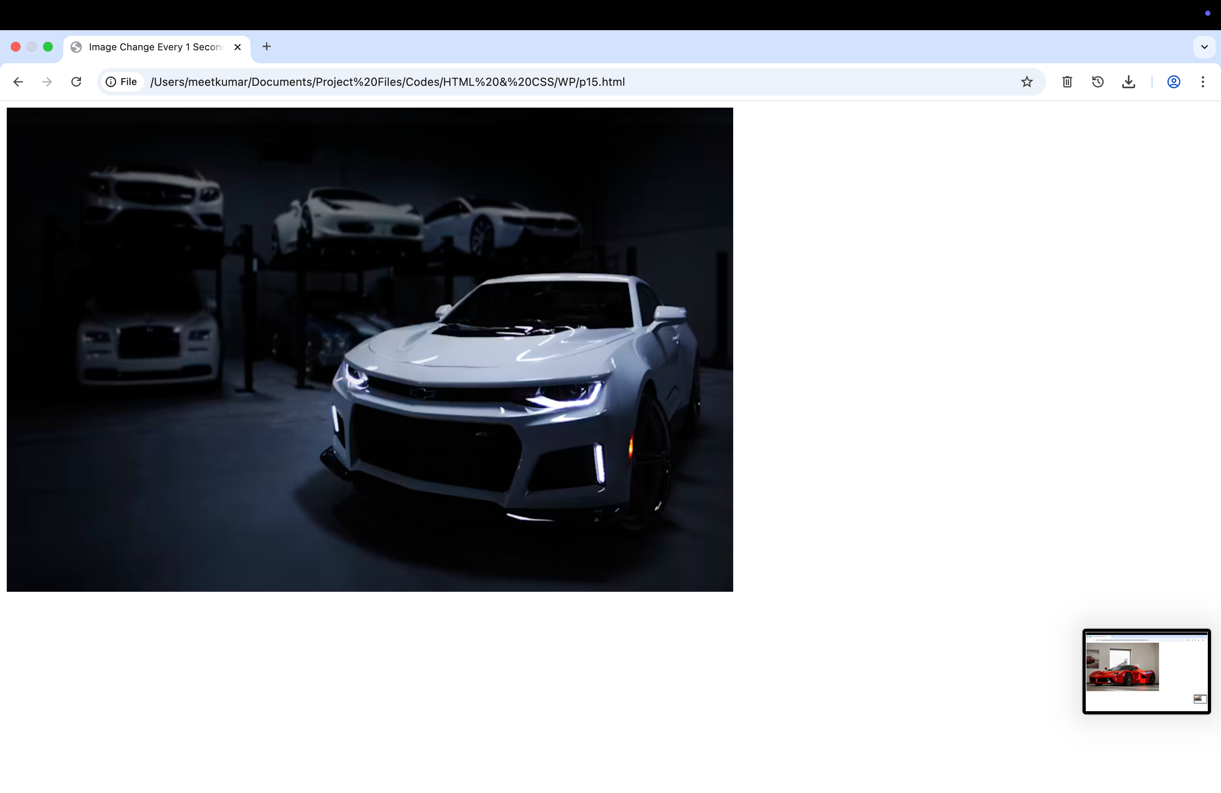 Image Change Every 1 Secon
File
/Users/meetkumar/Documents/Project%20Files/Codes/HTML%20&%20CSS/WP/p15.html